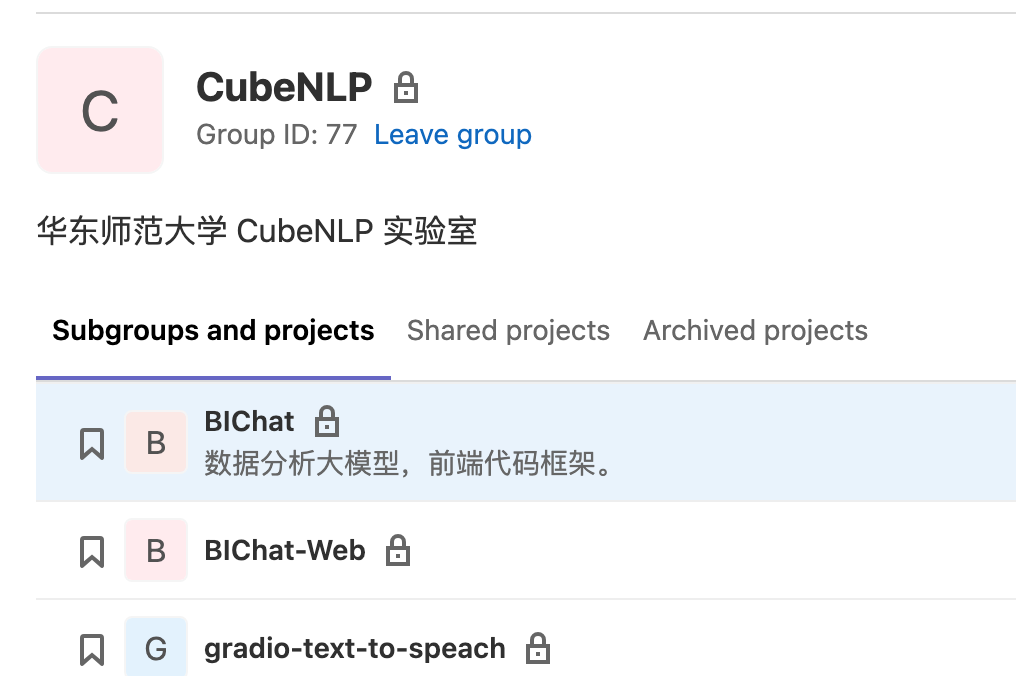 C
CubeNLP
Group ID: 77 Leave group
华东师范大学 CubeNLP 实验室
Subgroups and projects Shared projects Archived projects
B
BIChat
数据分析大模型，前端代码框架。
B BIChat-Web
G gradio-text-to-speach